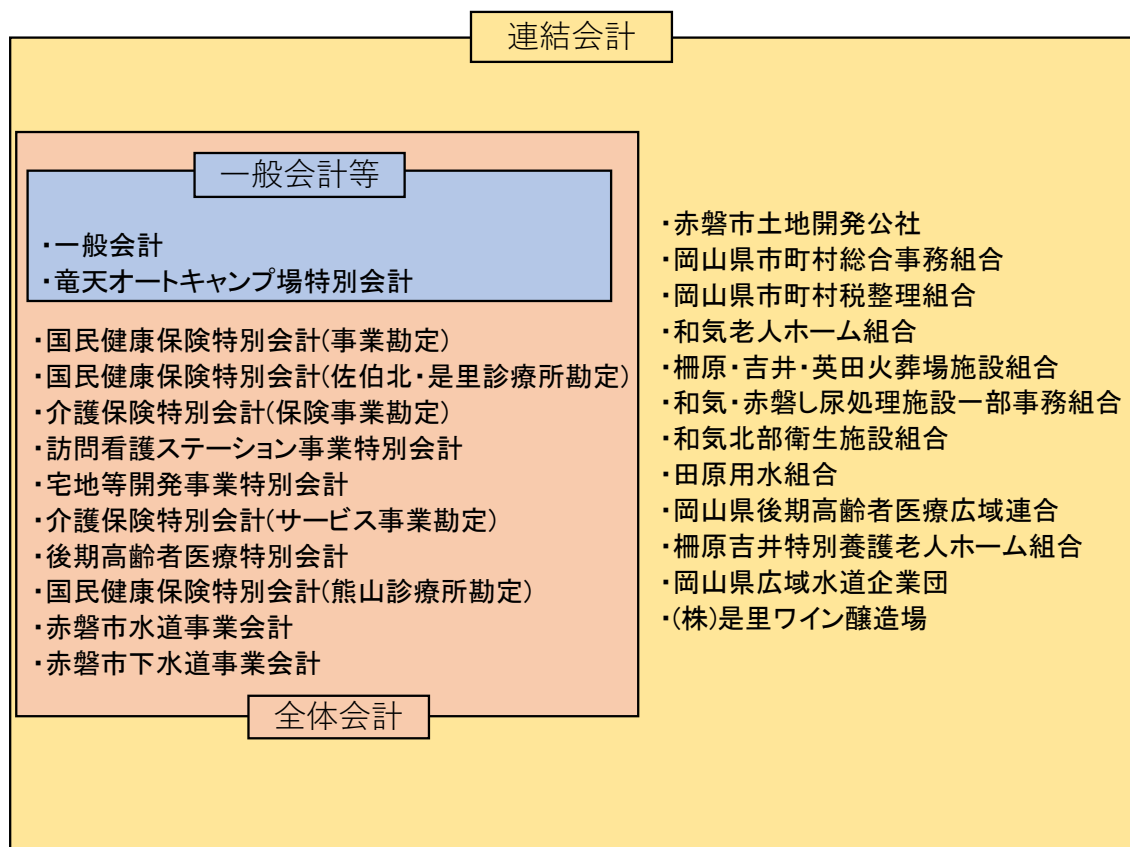 連結会計
一般会計等
・一般会計
・竜天オートキャンプ場特別会計
・国民健康保険特別会計(事業勘定)
・国民健康保険特別会計(佐伯北・是里診療所勘定)
・介護保険特別会計(保険事業勘定)
・訪問看護ステーション事業特別会計
・宅地等開発事業特別会計
・介護保険特別会計(サービス事業勘定)
・後期高齢者医療特別会計
・国民健康保険特別会計(熊山診療所勘定)
・赤磐市水道事業会計
・赤磐市下水道事業会計
全体会計
・赤磐市土地開発公社
・岡山県市町村総合事務組合
・岡山県市町村税整理組合
・和気老人ホーム組合
・柵原・吉井・英田火葬場施設組合
・和気・赤磐し尿処理施設一部事務組合
・和気北部衛生施設組合
・田原用水組合
・岡山県後期高齢者医療広域連合
・柵原吉井特別養護老人ホーム組合
・岡山県広域水道企業団
・(株)是里ワイン醸造場